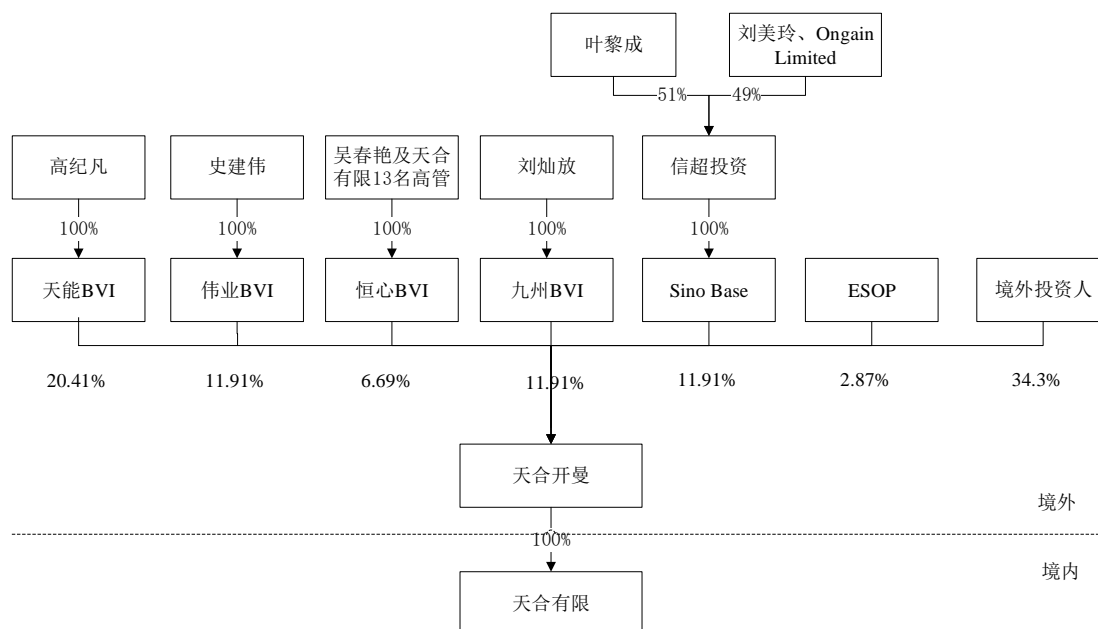 叶黎成
刘美玲、Ongain
Limited
51%
49%
高纪凡
史建伟
吴春艳及天合
有限13名高管
刘灿放
信超投资
100%
100%
100%
100%
100%
天能BVI
伟业BVI
恒心BVI
九州BVI
Sino Base
ESOP
境外投资人
20.41%
11.91%
6.69%
11.91%
11.91%
2.87%
34.3%
天合开曼
境外
100%
境内
天合有限